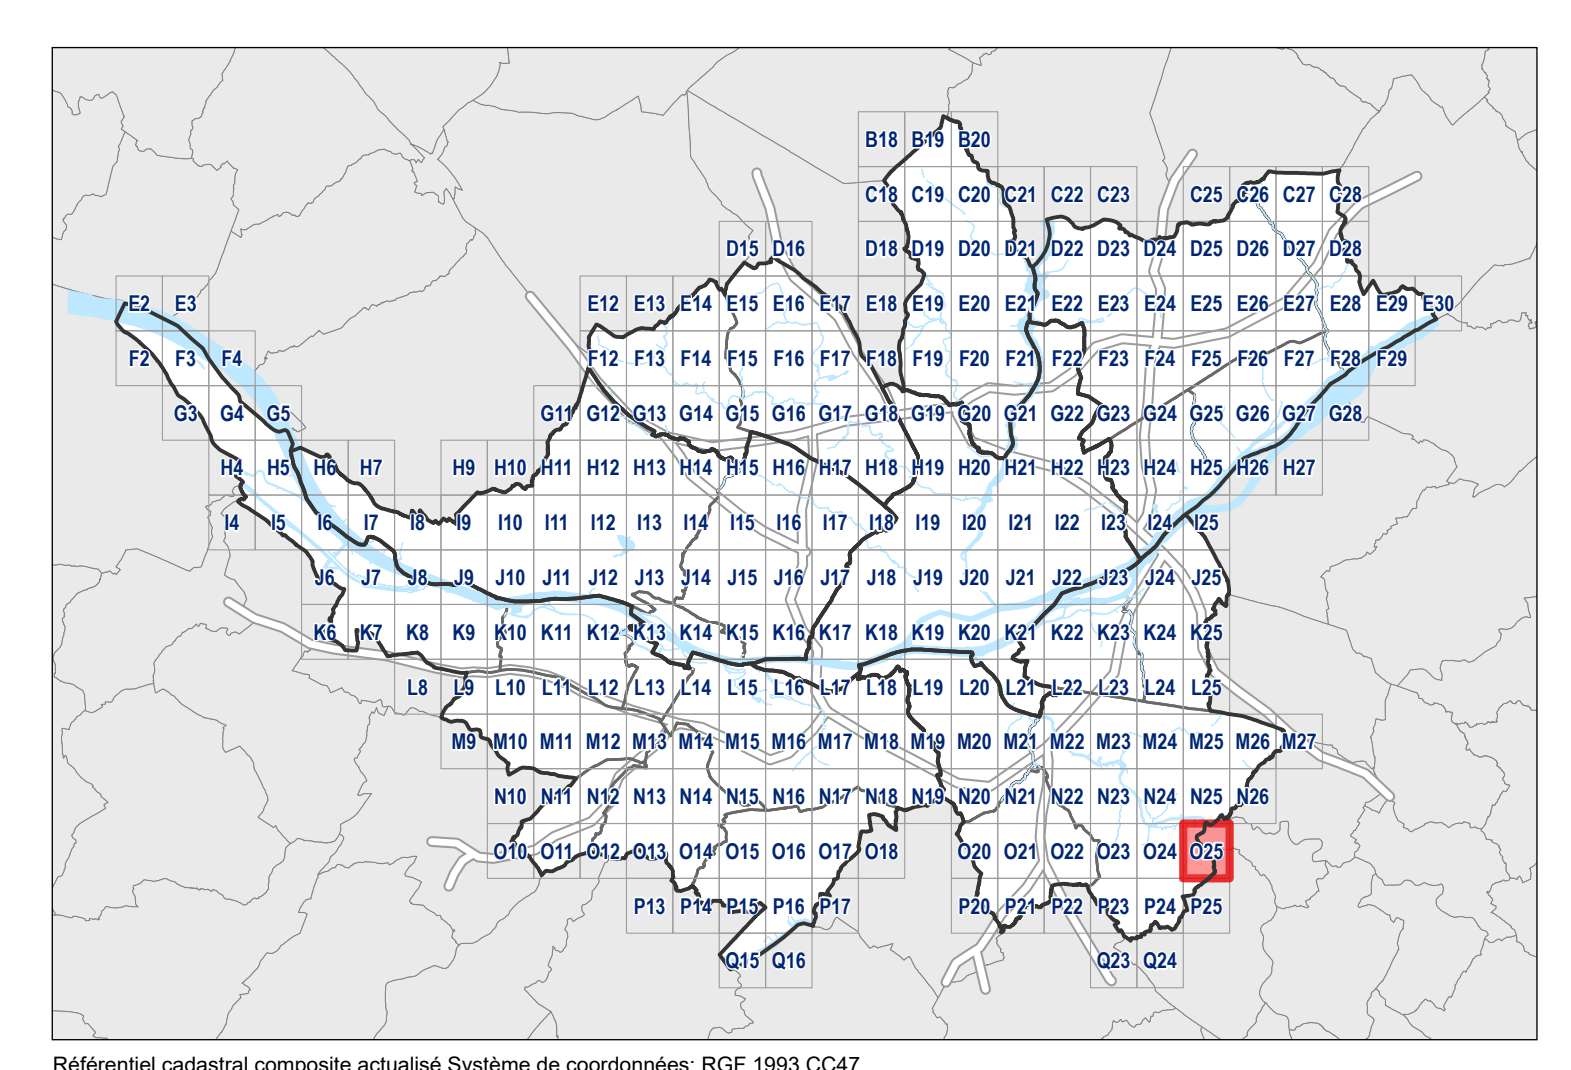 B18 B19 B20
C18 C19 C20 C21 C22 C23 C25 C26 C27 C28
D15 D16 D18 D19 D20 D21 D22 D23 D24 D25 D26 D27 D28
E2 E3 E12 E13 E14 E15 E16 E17 E18 E19 E20 E21 E22 E23 E24 E25 E26 E27 E28 E29 E30
F2 F3 F4 F12 F13 F14 F15 F16 F17 F18 F19 F20 F21 F22 F23 F24 F25 F26 F27 F28 F29
G3 G4 G5 G11 G12 G13 G14 G15 G16 G17 G18 G19 G20 G21 G22 G23 G24 G25 G26 G27 G28
H4 H5 H6 H7 H9 H10 H11 H12 H13 H14 H15 H16 H17 H18 H19 H20 H21 H22 H23 H24 H25 H26 H27
I4 I5 I6 I7 I8 I9 I10 I11 I12 I13 I14 I15 I16 I17 I18 I19 I20 I21 I22 I23 I24 I25
J6 J7 J8 J9 J10 J11 J12 J13 J14 J15 J16 J17 J18 J19 J20 J21 J22 J23 J24 J25
K6 K7 K8 K9 K10 K11 K12 K13 K14 K15 K16 K17 K18 K19 K20 K21 K22 K23 K24 K25
L8 L9 L10 L11 L12 L13 L14 L15 L16 L17 L18 L19 L20 L21 L22 L23 L24 L25
M9 M10 M11 M12 M13 M14 M15 M16 M17 M18 M19 M20 M21 M22 M23 M24 M25 M26 M27
N10 N11 N12 N13 N14 N15 N16 N17 N18 N19 N20 N21 N22 N23 N24 N25 N26
O10 O11 O12 O13 O14 O15 O16 O17 O18 O20 O21 O22 O23 O24 O25
P13 P14 P15 P16 P17 P20 P21 P22 P23 P24 P25
Q15 Q16 Q23 Q24
Référentiel cadastral composite actualisé Système de coordonnées: RGF 1993 CC47